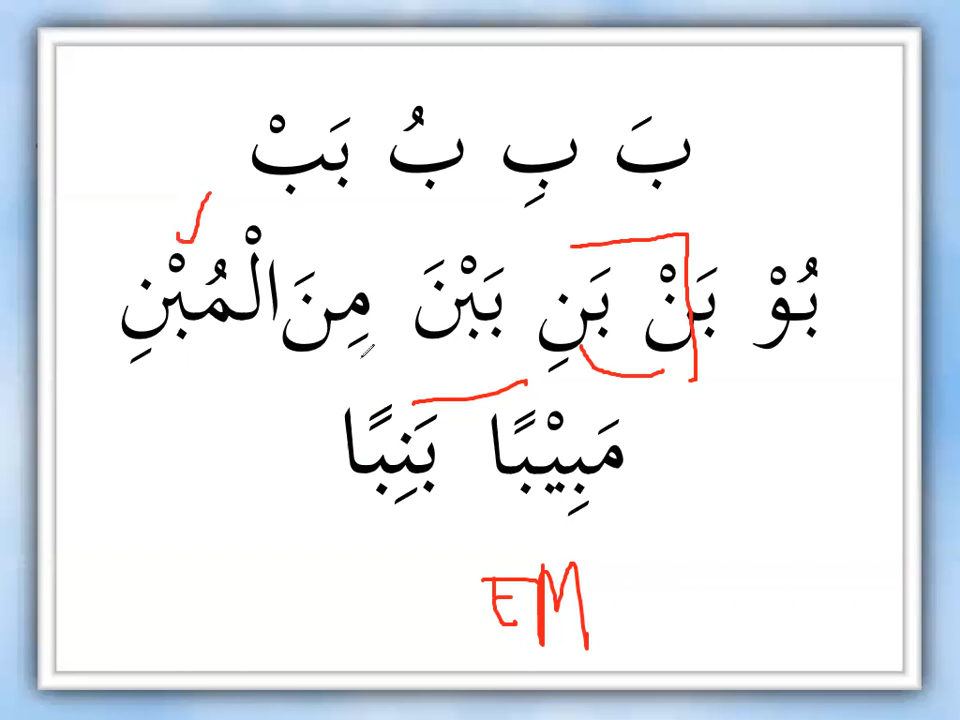 بَ بِ بُ بَبْ
بُوْ بَنْ بَنِ بَبْنَ مِنَ الْمُبْنِ
مَبِيْبًا بَنِبًا
EM